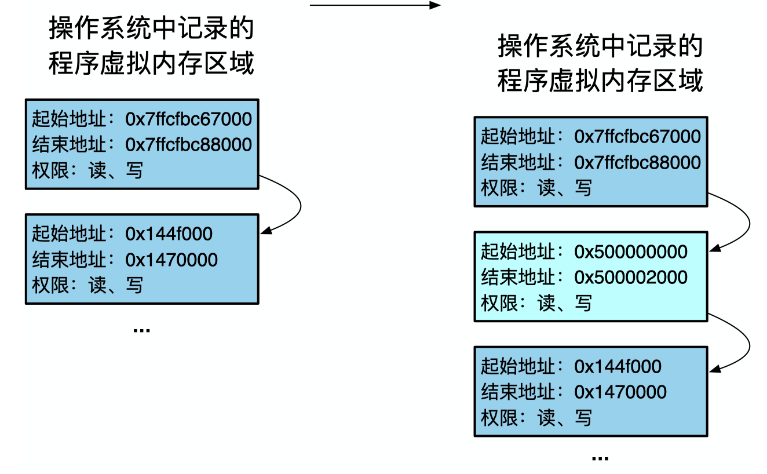 操作系统中记录的
程序虚拟内存区域
起始地址：0x7ffcfbc67000
结束地址：0x7ffcfbc88000
权限：读、写
起始地址：0x144f000
结束地址：0x1470000
权限：读、写
...
操作系统中记录的
程序虚拟内存区域
起始地址：0x7ffcfbc67000
结束地址：0x7ffcfbc88000
权限：读、写
起始地址：0x500000000
结束地址：0x500002000
权限：读、写
起始地址：0x144f000
结束地址：0x1470000
权限：读、写
...